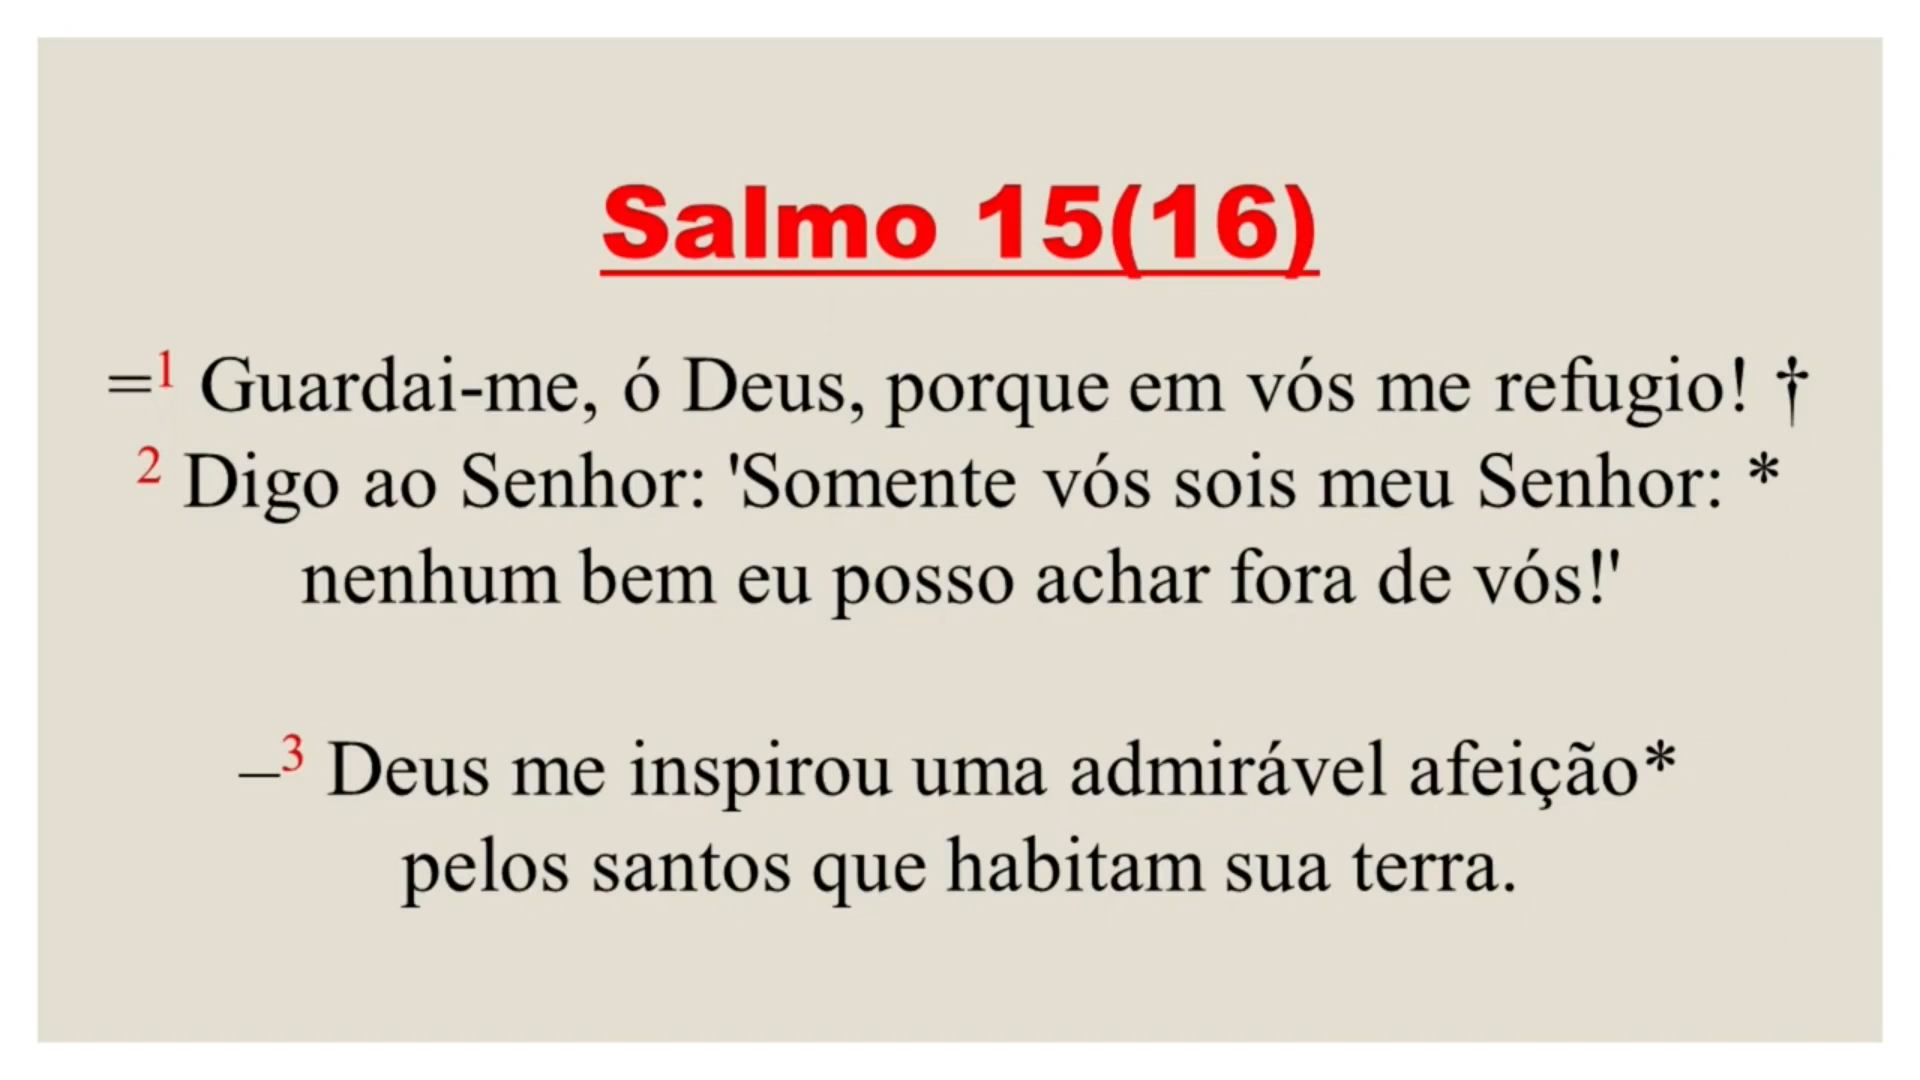 Salmo 15(16)
=1 Guardai-me, ó Deus, porque em vós me refugio! †
2 Digo ao Senhor: 'Somente vós sois meu Senhor: *
nenhum bem eu posso achar fora de vós!'
–3 Deus me inspirou uma admirável afeição*
pelos santos que habitam sua terra.